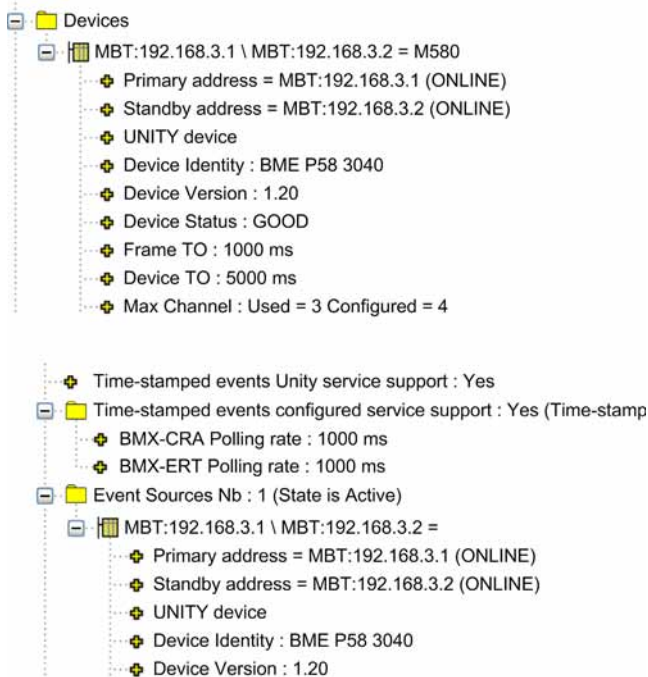 Devices
MBT:192.168.3.1 \ MBT:192.168.3.2 = M580
Primary address = MBT:192.168.3.1 (ONLINE)
Standby address = MBT:192.168.3.2 (ONLINE)
UNITY device
Device Identity : BME P58 3040
Device Version : 1.20
Device Status : GOOD
Frame TO : 1000 ms
Device TO : 5000 ms
Max Channel : Used = 3 Configured = 4
Time-stamped events Unity service support : Yes
Time-stamped events configured service support : Yes (Time-stamp
BMX-CRA Polling rate : 1000 ms
BMX-ERT Polling rate : 1000 ms
Event Sources Nb : 1 (State is Active)
MBT:192.168.3.1 \ MBT:192.168.3.2 =
Primary address = MBT:192.168.3.1 (ONLINE)
Standby address = MBT:192.168.3.2 (ONLINE)
UNITY device
Device Identity : BME P58 3040
Device Version : 1.20